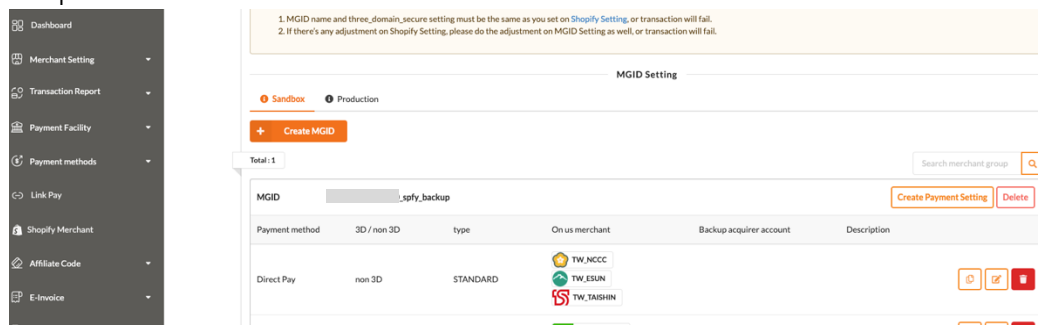 1. MGID name and three_domain_secure setting must be the same as you set on Shopify Setting, or transaction will fail.
2. If there's any adjustment on Shopify Setting, please do the adjustment on MGID Setting as well, or transaction will fail.
Dashboard
Merchant Setting
Transaction Report
Payment Facility
Payment methods
Link Pay
Shopify Merchant
Affiliate Code
E-Invoice
MGID Setting
Sandbox Production
+ Create MGID
Total : 1
Search merchant group
MGID _spfy_backup Create Payment Setting Delete
Payment method 3D / non 3D type On us merchant Backup acquirer account Description
Direct Pay non 3D STANDARD TW_NCCC
TW_ESUN
TW_TAISHIN